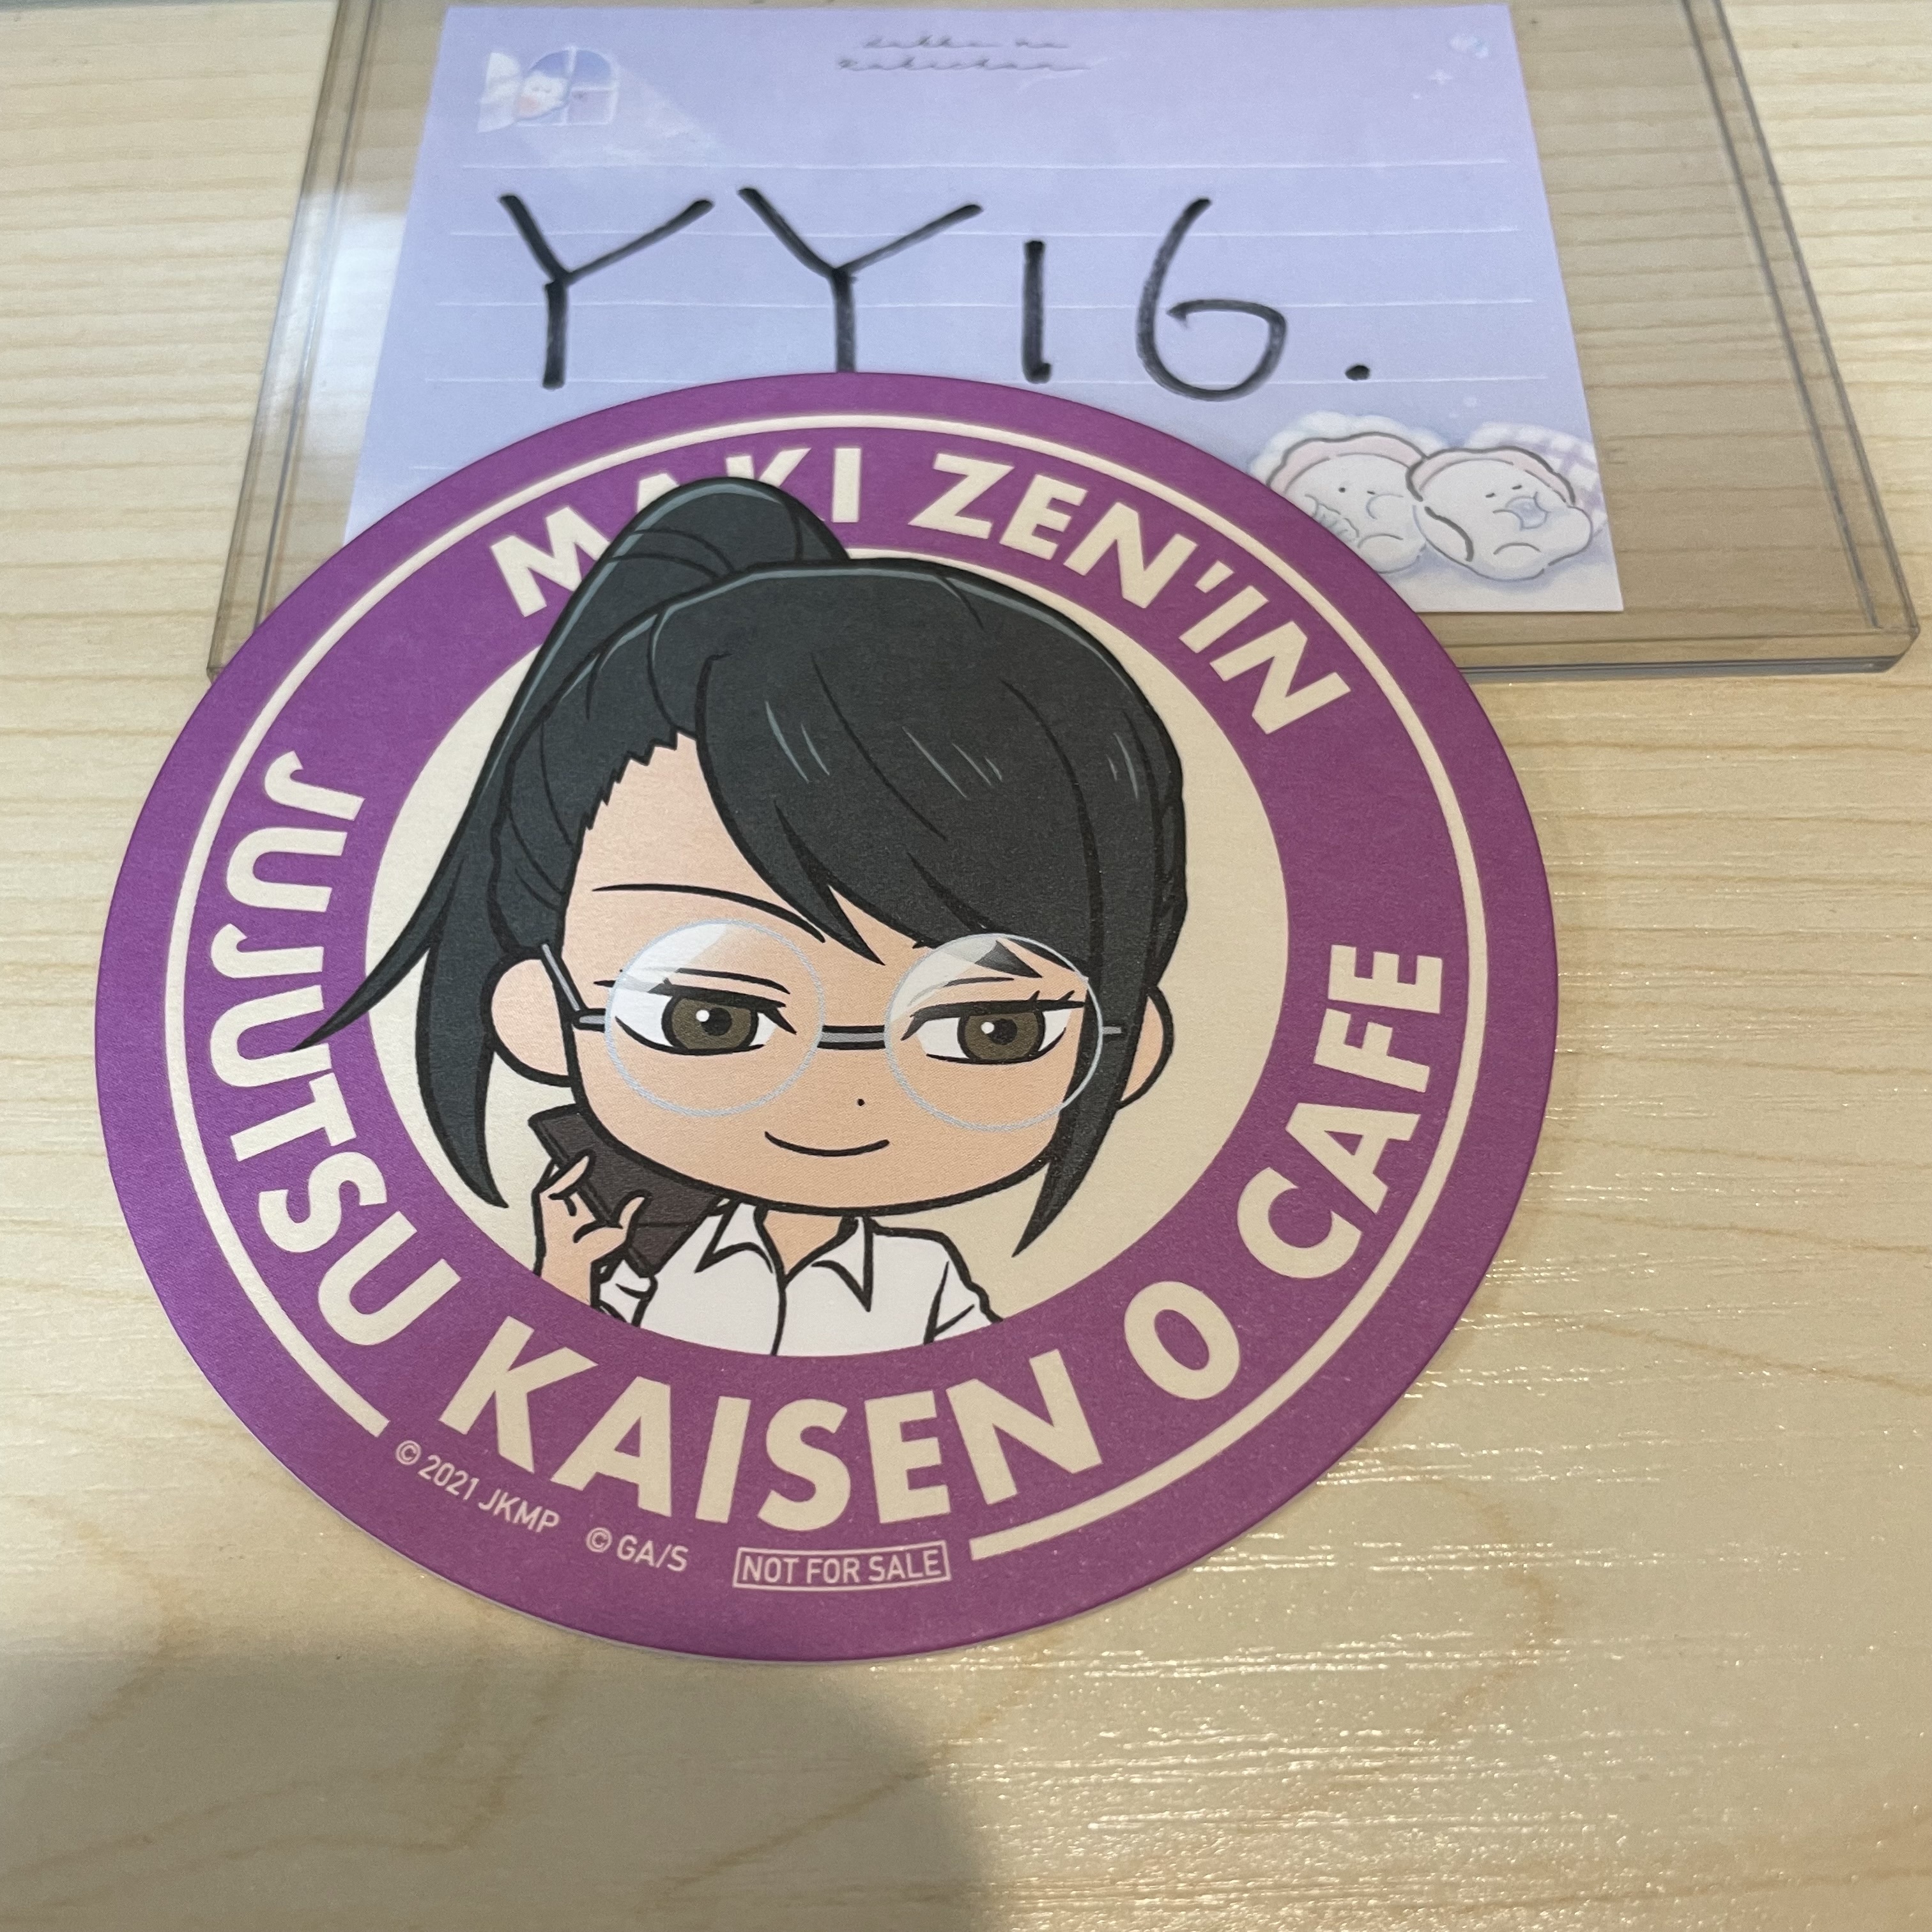 YY16.
MAKI ZEN'IN
JUJUTSU KAISEN 0 CAFE
© 2021 JKMP © GA/S NOT FOR SALE